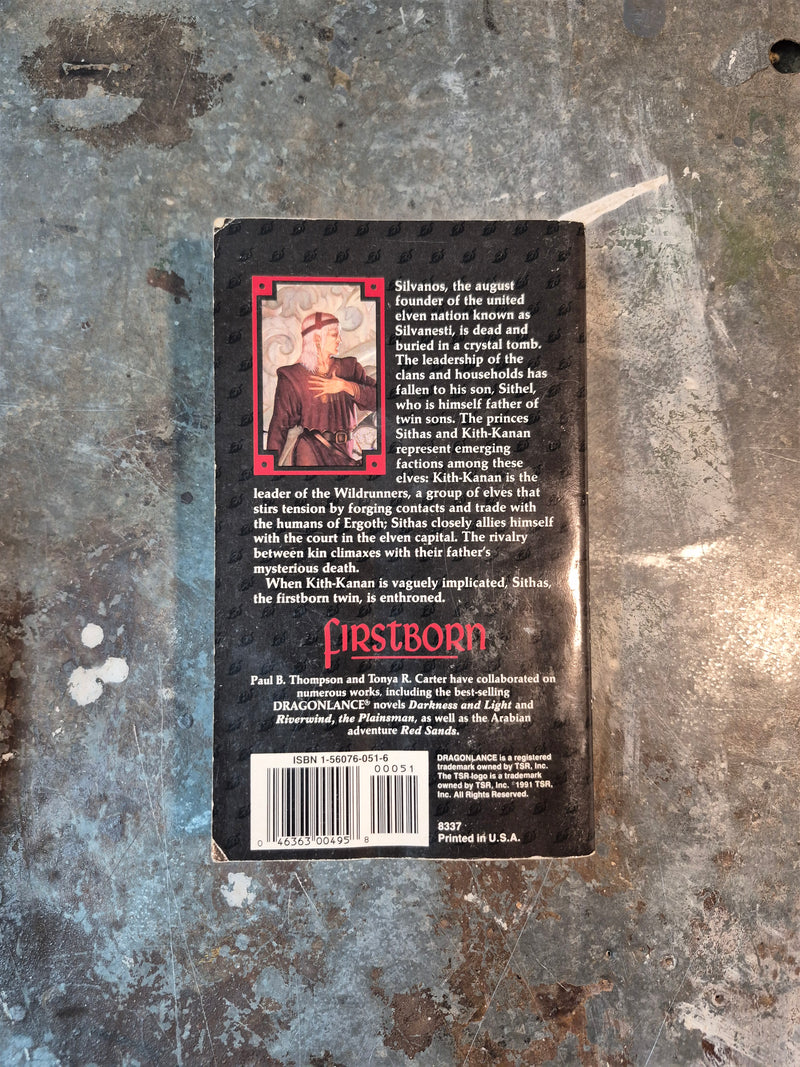 Silvanos, the august
founder of the united
elven nation known as
Silvanesti, is dead and
buried in a crystal tomb.
The leadership of the
clans and households has
fallen to his son, Sithel,
who is himself father of
twin sons. The princes
Sithas and Kith-Kanan
represent emerging
factions among these
elves: Kith-Kanan is the
leader of the Wildrunners, a group of elves that
stirs tension by forging contacts and trade with
the humans of Ergoth; Sithas closely allies himself
with the court in the elven capital. The rivalry
between kin climaxes with their father's
mysterious death.
When Kith-Kanan is vaguely implicated, Sithas,
the firstborn twin, is enthroned.
FIRSTBORN
Paul B. Thompson and Tonya R. Carter have collaborated on
numerous works, including the best-selling
DRAGONLANCE® novels Darkness and Light and
Riverwind, the Plainsman, as well as the Arabian
adventure Red Sands.
ISBN 1-56076-051-6
00051
0 46363 00495 8
DRAGONLANCE is a registered
trademark owned by TSR, Inc.
The TSR logo is a trademark
owned by TSR, Inc. ©1991 TSR,
Inc. All Rights Reserved.
8337
Printed in U.S.A.